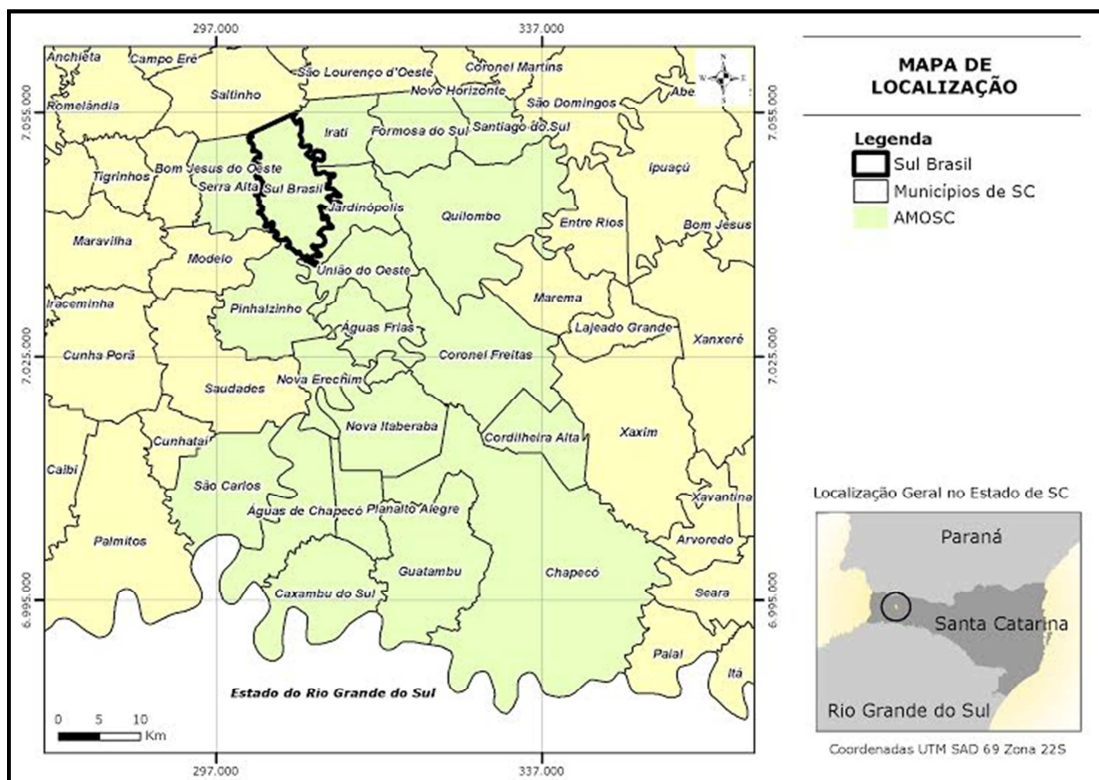 297.000
337.000
Anchieta
Campo Erê
São Lourenço d'Oeste
Coronel Martins
N
S
E
Saltinho
Novo Horizonte
Abe
Romelândia
São Domingos
7.055.000
7.055.000
Irati
Formosa do Sul
Santiago do Sul
Bom Jesus do Oeste
Ipuaçú
Tigrinhos
Serra Alta
Sul Brasil
Jardinópolis
Quilombo
Entre Rios
Bom Jesus
Maravilha
Modelo
União do Oeste
Iraceminha
Pinhalzinho
Marema
Águas Frias
Lajeado Grande
Xanxerê
Cunha Porã
Coronel Freitas
7.025.000
7.025.000
Saudades
Nova Erechim
Nova Itaberaba
Cordilheira Alta
Xaxim
Cunhataí
Caibi
São Carlos
Águas de Chapecó
Planalto Alegre
Xavantina
Palmitos
Arvoredo
Guatambu
Chapecó
Caxambu do Sul
Seara
6.995.000
6.995.000
Paial
Itá
Estado do Rio Grande do Sul
0 5 10
Km
297.000
337.000
MAPA DE
LOCALIZAÇÃO
Legenda
Sul Brasil
Municípios de SC
AMOSC
Localização Geral no Estado de SC
Paraná
Santa Catarina
Rio Grande do Sul
Coordenadas UTM SAD 69 Zona 22S